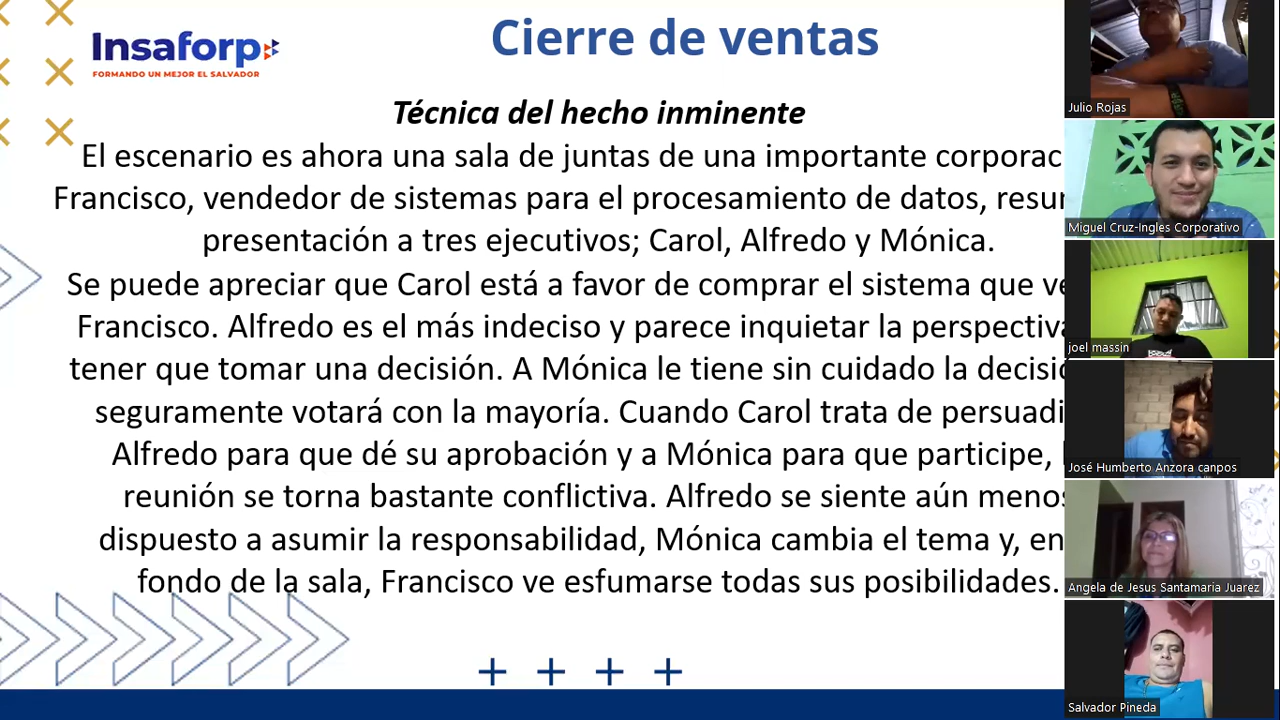 Insaforp
FORMANDO UN MEJOR EL SALVADOR
Cierre de ventas
Técnica del hecho inminente
El escenario es ahora una sala de juntas de una importante
Francisco, vendedor de sistemas para el procesamiento de datos,
presentación a tres ejecutivos; Carol, Alfredo y Mónica.
Se puede apreciar que Carol está a favor de comprar el sistema que
Francisco. Alfredo es el más indeciso y parece inquietar la
tener que tomar una decisión. A Mónica le tiene sin cuidado la
seguramente votará con la mayoría. Cuando Carol trata de
Alfredo para que dé su aprobación y a Mónica para que participe,
reunión se torna bastante conflictiva. Alfredo se siente aún menos
dispuesto a asumir la responsabilidad, Mónica cambia el tema y, en
fondo de la sala, Francisco ve esfumarse todas sus posibilidades.
Julio Rojas
Miguel Cruz-Ingles Corporativo
joel massin
José Humberto Anzora canpos
Angela de Jesus Santamaria Juarez
Salvador Pineda